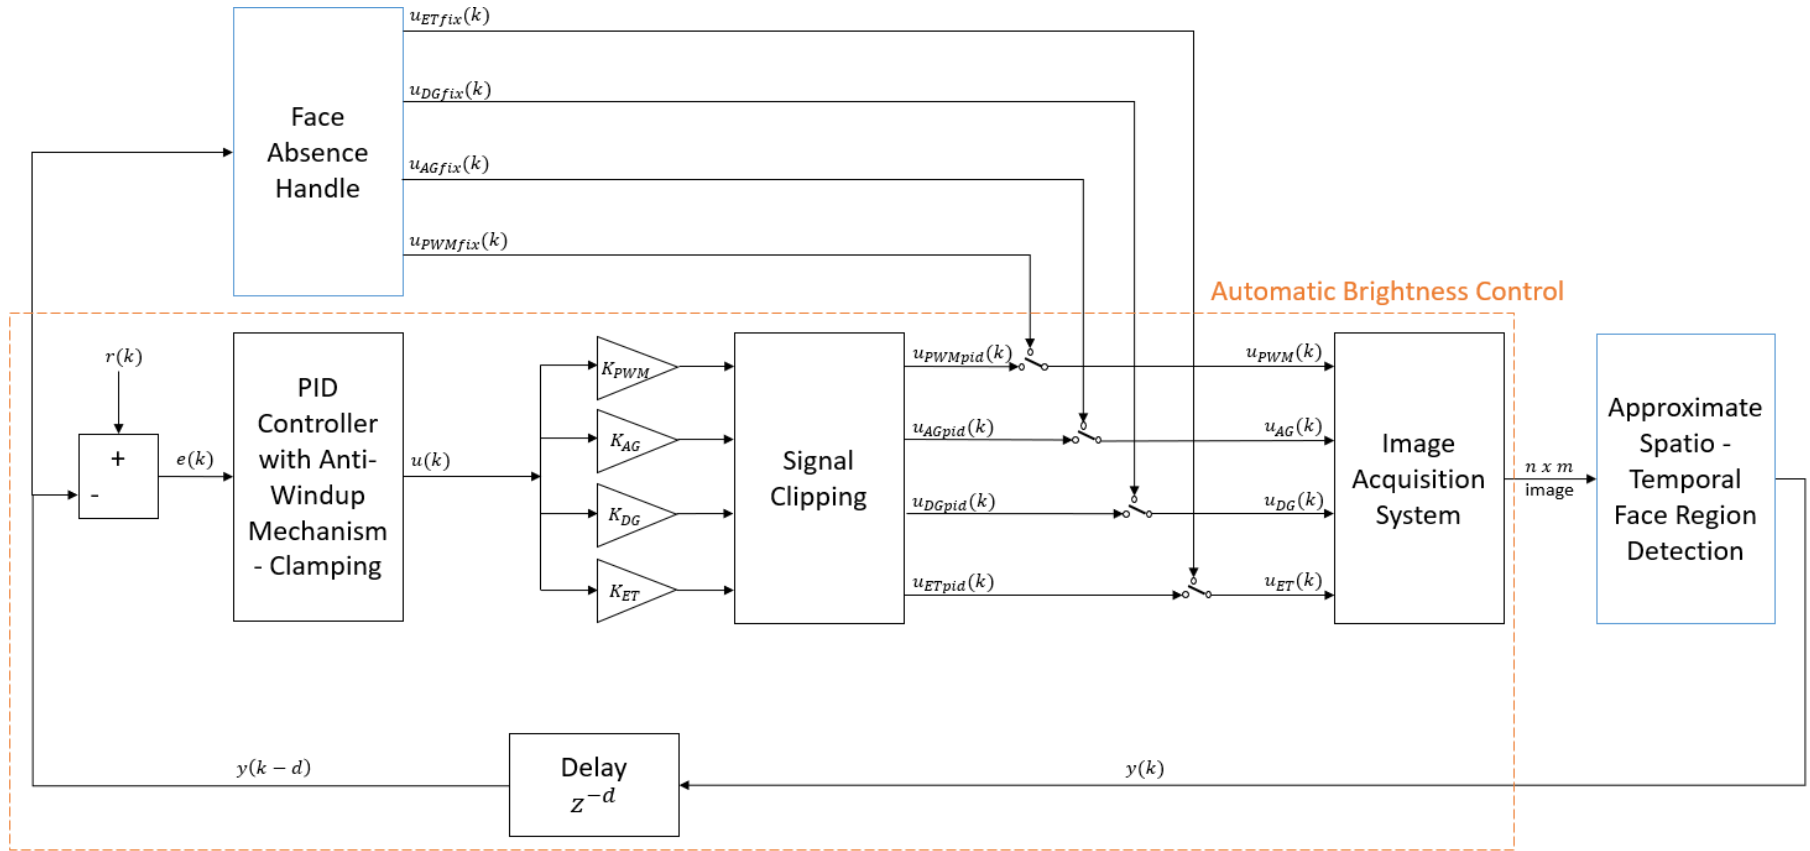 u_ETfix(k)
u_DGfix(k)
Face
Absence
Handle
u_AGfix(k)
u_PWMfix(k)
Automatic Brightness Control
r(k)
+
-
e(k)
PID
Controller
with Anti-
Windup
Mechanism
- Clamping
u(k)
K_PWM
K_AG
K_DG
K_ET
Signal
Clipping
u_PWMpid(k)
u_AGpid(k)
u_DGpid(k)
u_ETpid(k)
u_PWM(k)
u_AG(k)
u_DG(k)
u_ET(k)
Image
Acquisition
System
n x m
image
Approximate
Spatio -
Temporal
Face Region
Detection
y(k − d)
Delay
z^−d
y(k)